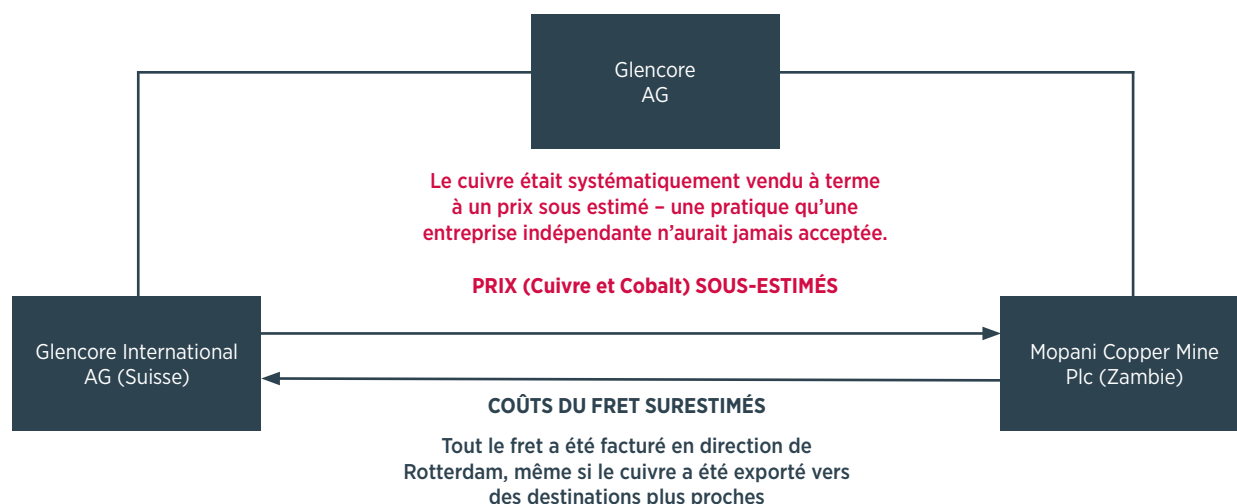 Glencore
AG
Le cuivre était systématiquement vendu à terme
à un prix sous estimé – une pratique qu’une
entreprise indépendante n’aurait jamais acceptée.
PRIX (Cuivre et Cobalt) SOUS-ESTIMÉS
Glencore International
AG (Suisse)
Mopani Copper Mine
Plc (Zambie)
COÛTS DU FRET SURESTIMÉS
Tout le fret a été facturé en direction de
Rotterdam, même si le cuivre a été exporté vers
des destinations plus proches